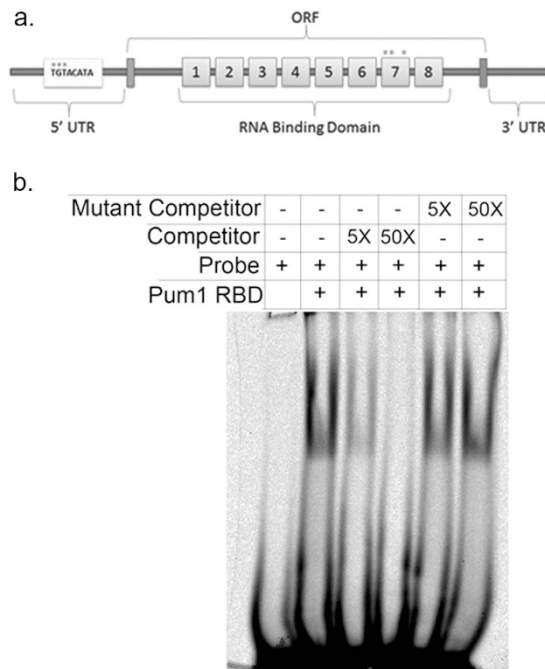 a.
ORF
***
TGTACATA
1 2 3 4 5 6 7 8
** *
5' UTR
RNA Binding Domain
3' UTR
b.
Mutant Competitor - - - - 5X 50X
Competitor - - 5X 50X - -
Probe + + + + + +
Pum1 RBD + + + + +